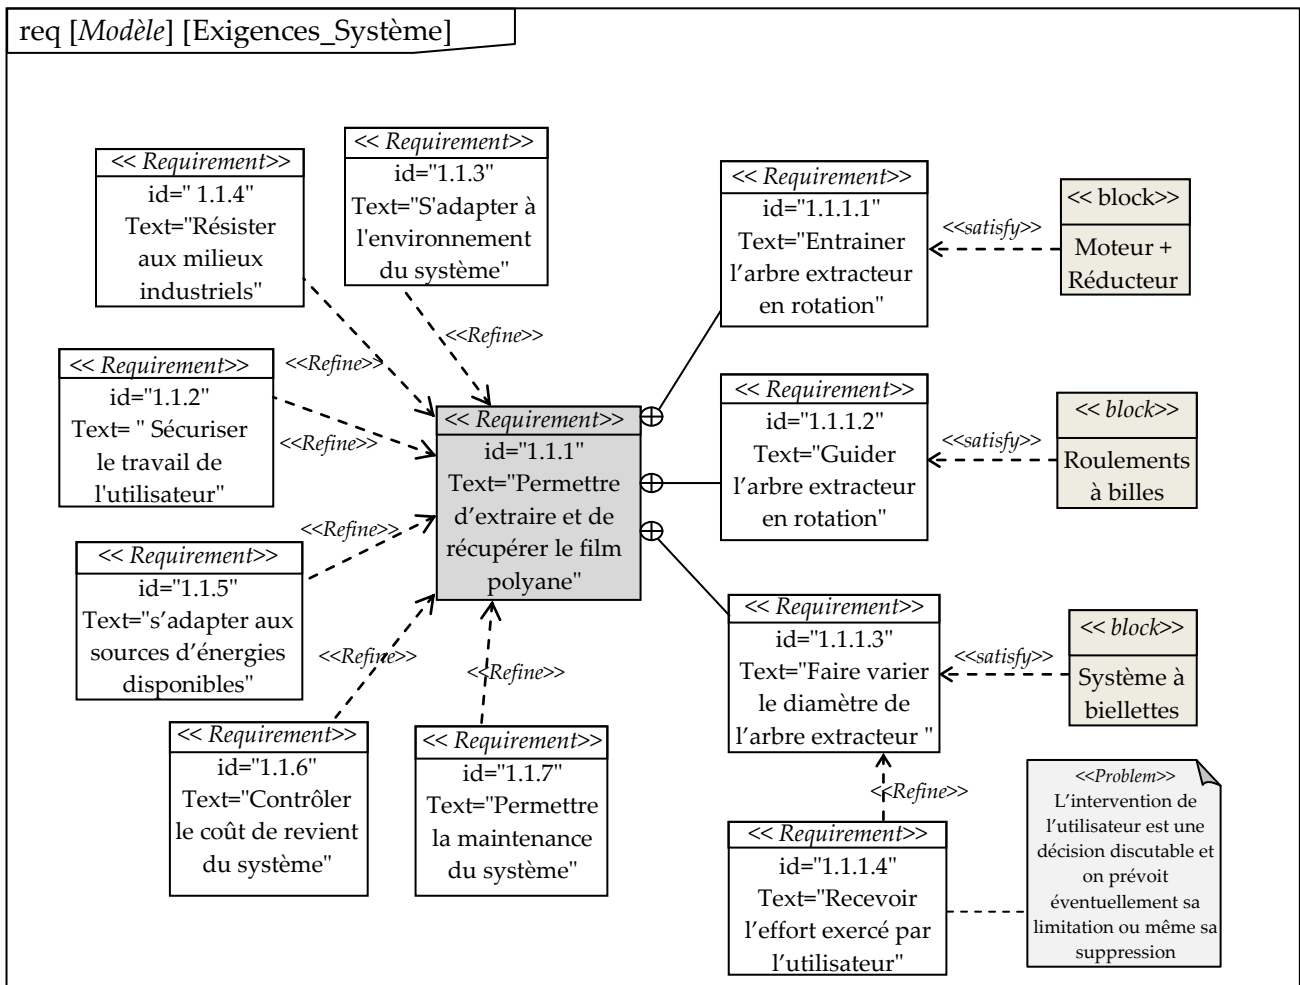 req [Modèle] [Exigences_Système]
<< Requirement>>
id=" 1.1.4"
Text="Résister
aux milieux
industriels"
<< Requirement>>
id="1.1.3"
Text="S'adapter à
l'environnement
du système"
<<Refine>>
<<Refine>>
<< Requirement>>
id="1.1.2"
Text= " Sécuriser
le travail de
l'utilisateur"
<<Refine>>
<< Requirement>>
id="1.1.1"
Text="Permettre
d’extraire et de
récupérer le film
polyane"
<<Refine>>
<< Requirement>>
id="1.1.5"
Text="s’adapter aux
sources d’énergies
disponibles"
<<Refine>>
<< Requirement>>
id="1.1.6"
Text="Contrôler
le coût de revient
du système"
<<Refine>>
<< Requirement>>
id="1.1.7"
Text="Permettre
la maintenance
du système"
<< Requirement>>
id="1.1.1.1"
Text="Entrainer
l’arbre extracteur
en rotation"
<<satisfy>>
<< block>>
Moteur +
Réducteur
<< Requirement>>
id="1.1.1.2"
Text="Guider
l’arbre extracteur
en rotation"
<<satisfy>>
<< block>>
Roulements
à billes
<< Requirement>>
id="1.1.1.3"
Text="Faire varier
le diamètre de
l’arbre extracteur "
<<satisfy>>
<< block>>
Système à
biellettes
<<Refine>>
<< Requirement>>
id="1.1.1.4"
Text="Recevoir
l’effort exercé par
l’utilisateur"
<<Problem>>
L’intervention de
l’utilisateur est une
décision discutable et
on prévoit
éventuellement sa
limitation ou même sa
suppression